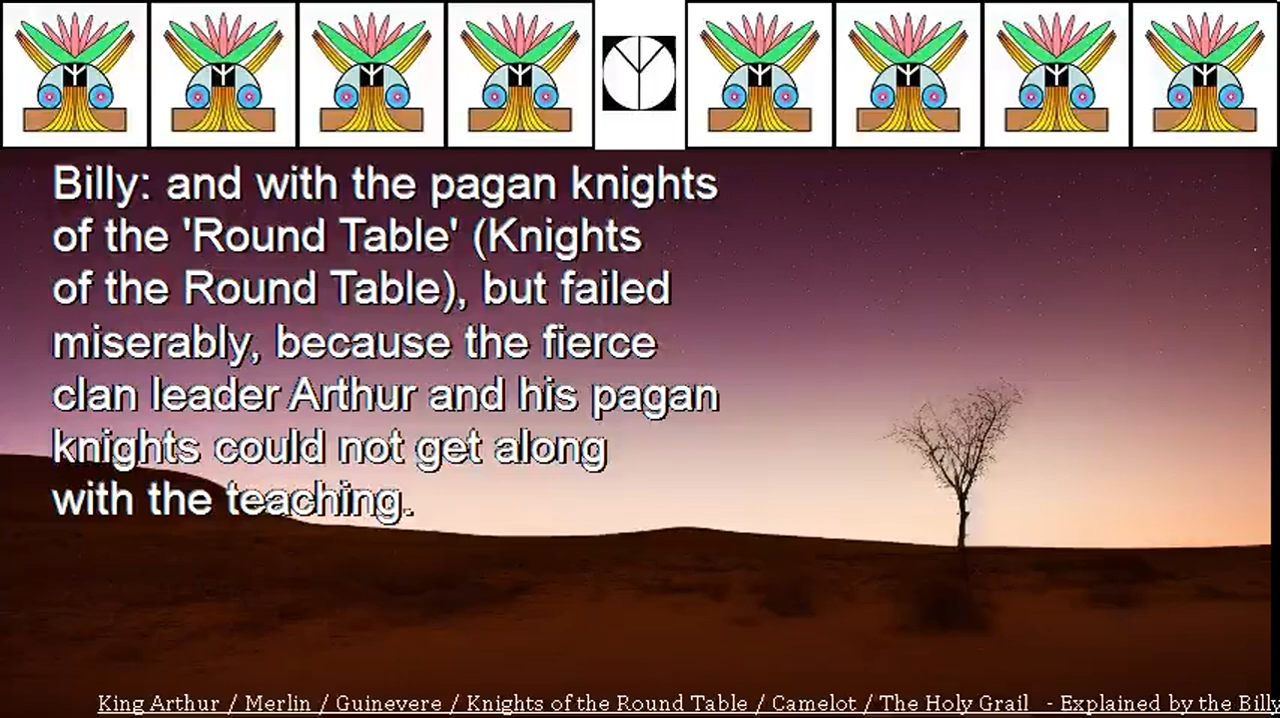 Billy: and with the pagan knights
of the 'Round Table' (Knights
of the Round Table), but failed
miserably, because the fierce
clan leader Arthur and his pagan
knights could not get along
with the teaching.
King Arthur / Merlin / Guinevere / Knights of the Round Table / Camelot / The Holy Grail - Explained by the Billy